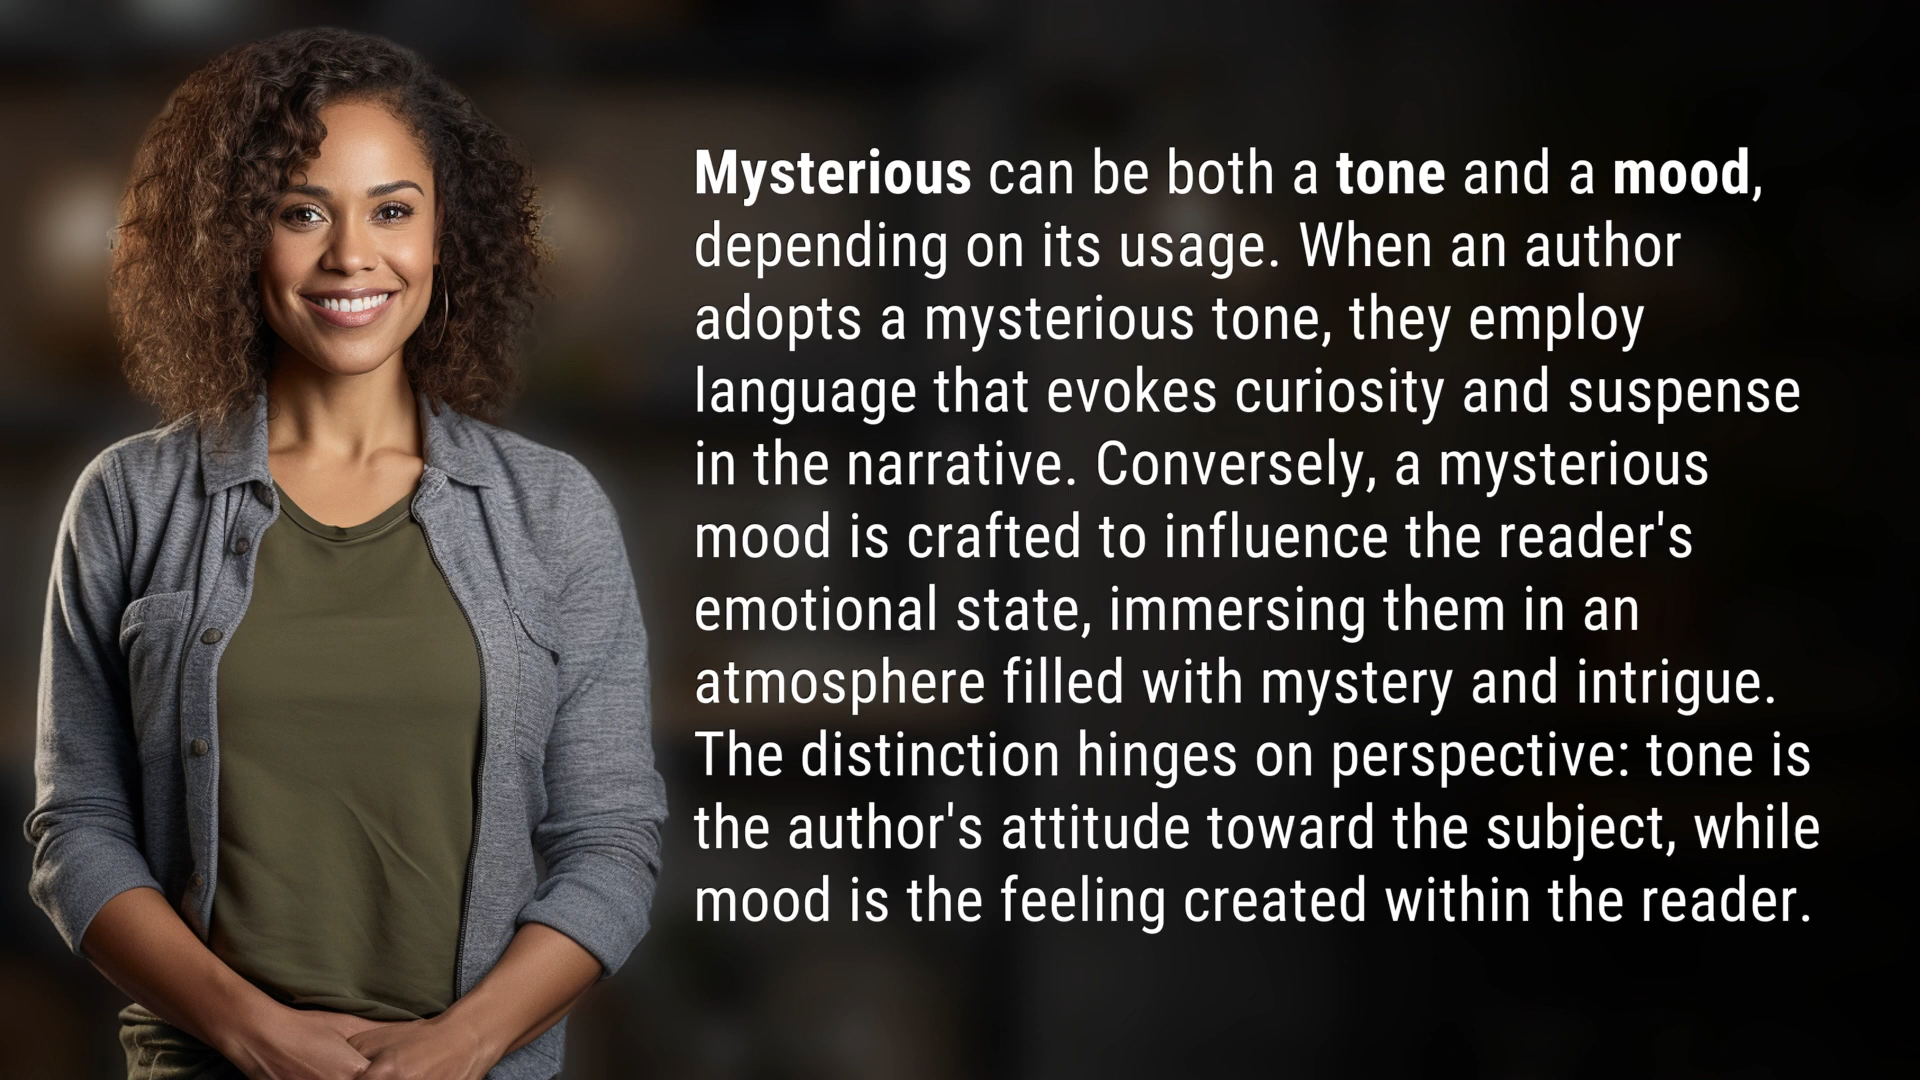 Mysterious can be both a tone and a mood,
depending on its usage. When an author
adopts a mysterious tone, they employ
language that evokes curiosity and suspense
in the narrative. Conversely, a mysterious
mood is crafted to influence the reader's
emotional state, immersing them in an
atmosphere filled with mystery and intrigue.
The distinction hinges on perspective: tone is
the author's attitude toward the subject, while
mood is the feeling created within the reader.